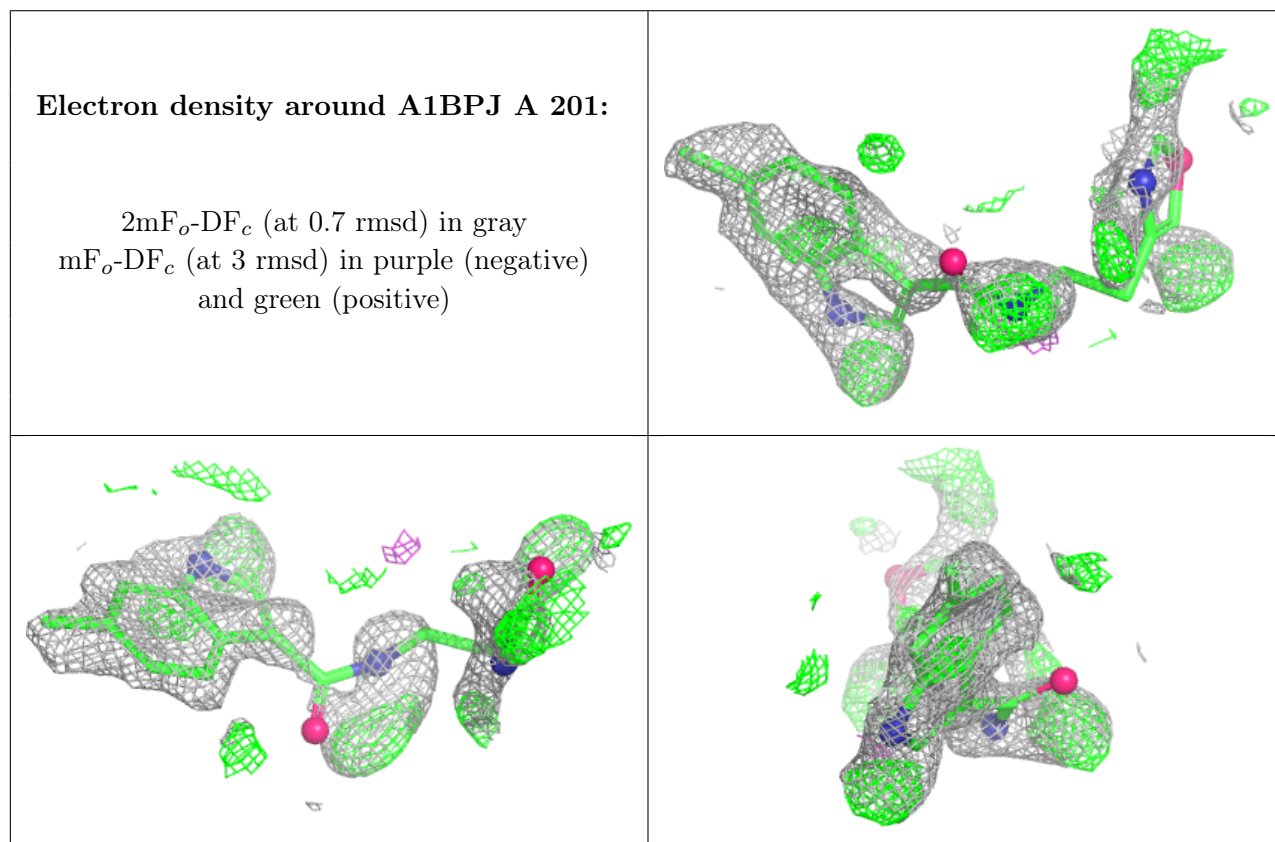 Electron density around A1BPJ A 201:
2mFo-DFc (at 0.7 rmsd) in gray
mFo-DFc (at 3 rmsd) in purple (negative)
and green (positive)